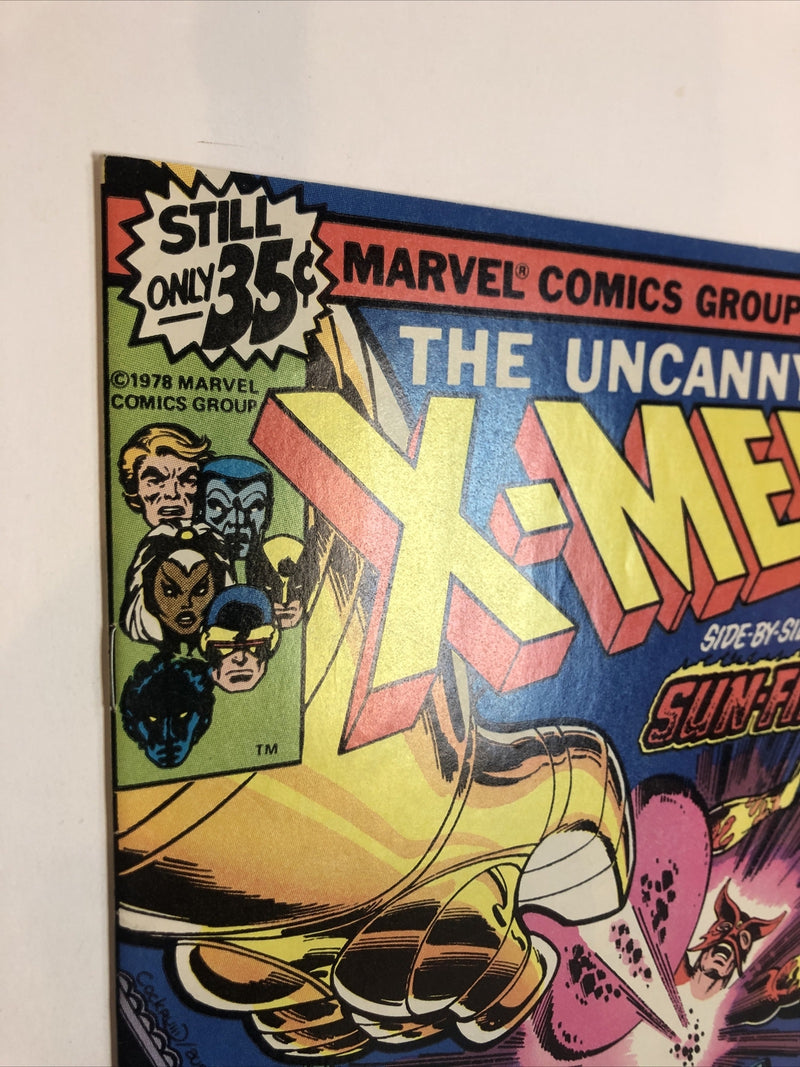 STILL
ONLY 35¢
MARVEL® COMICS GROUP
©1978 MARVEL
COMICS GROUP
THE UNCANNY
X-ME
SIDE-BY-SI
SUN-FI
TM
Cockrum/